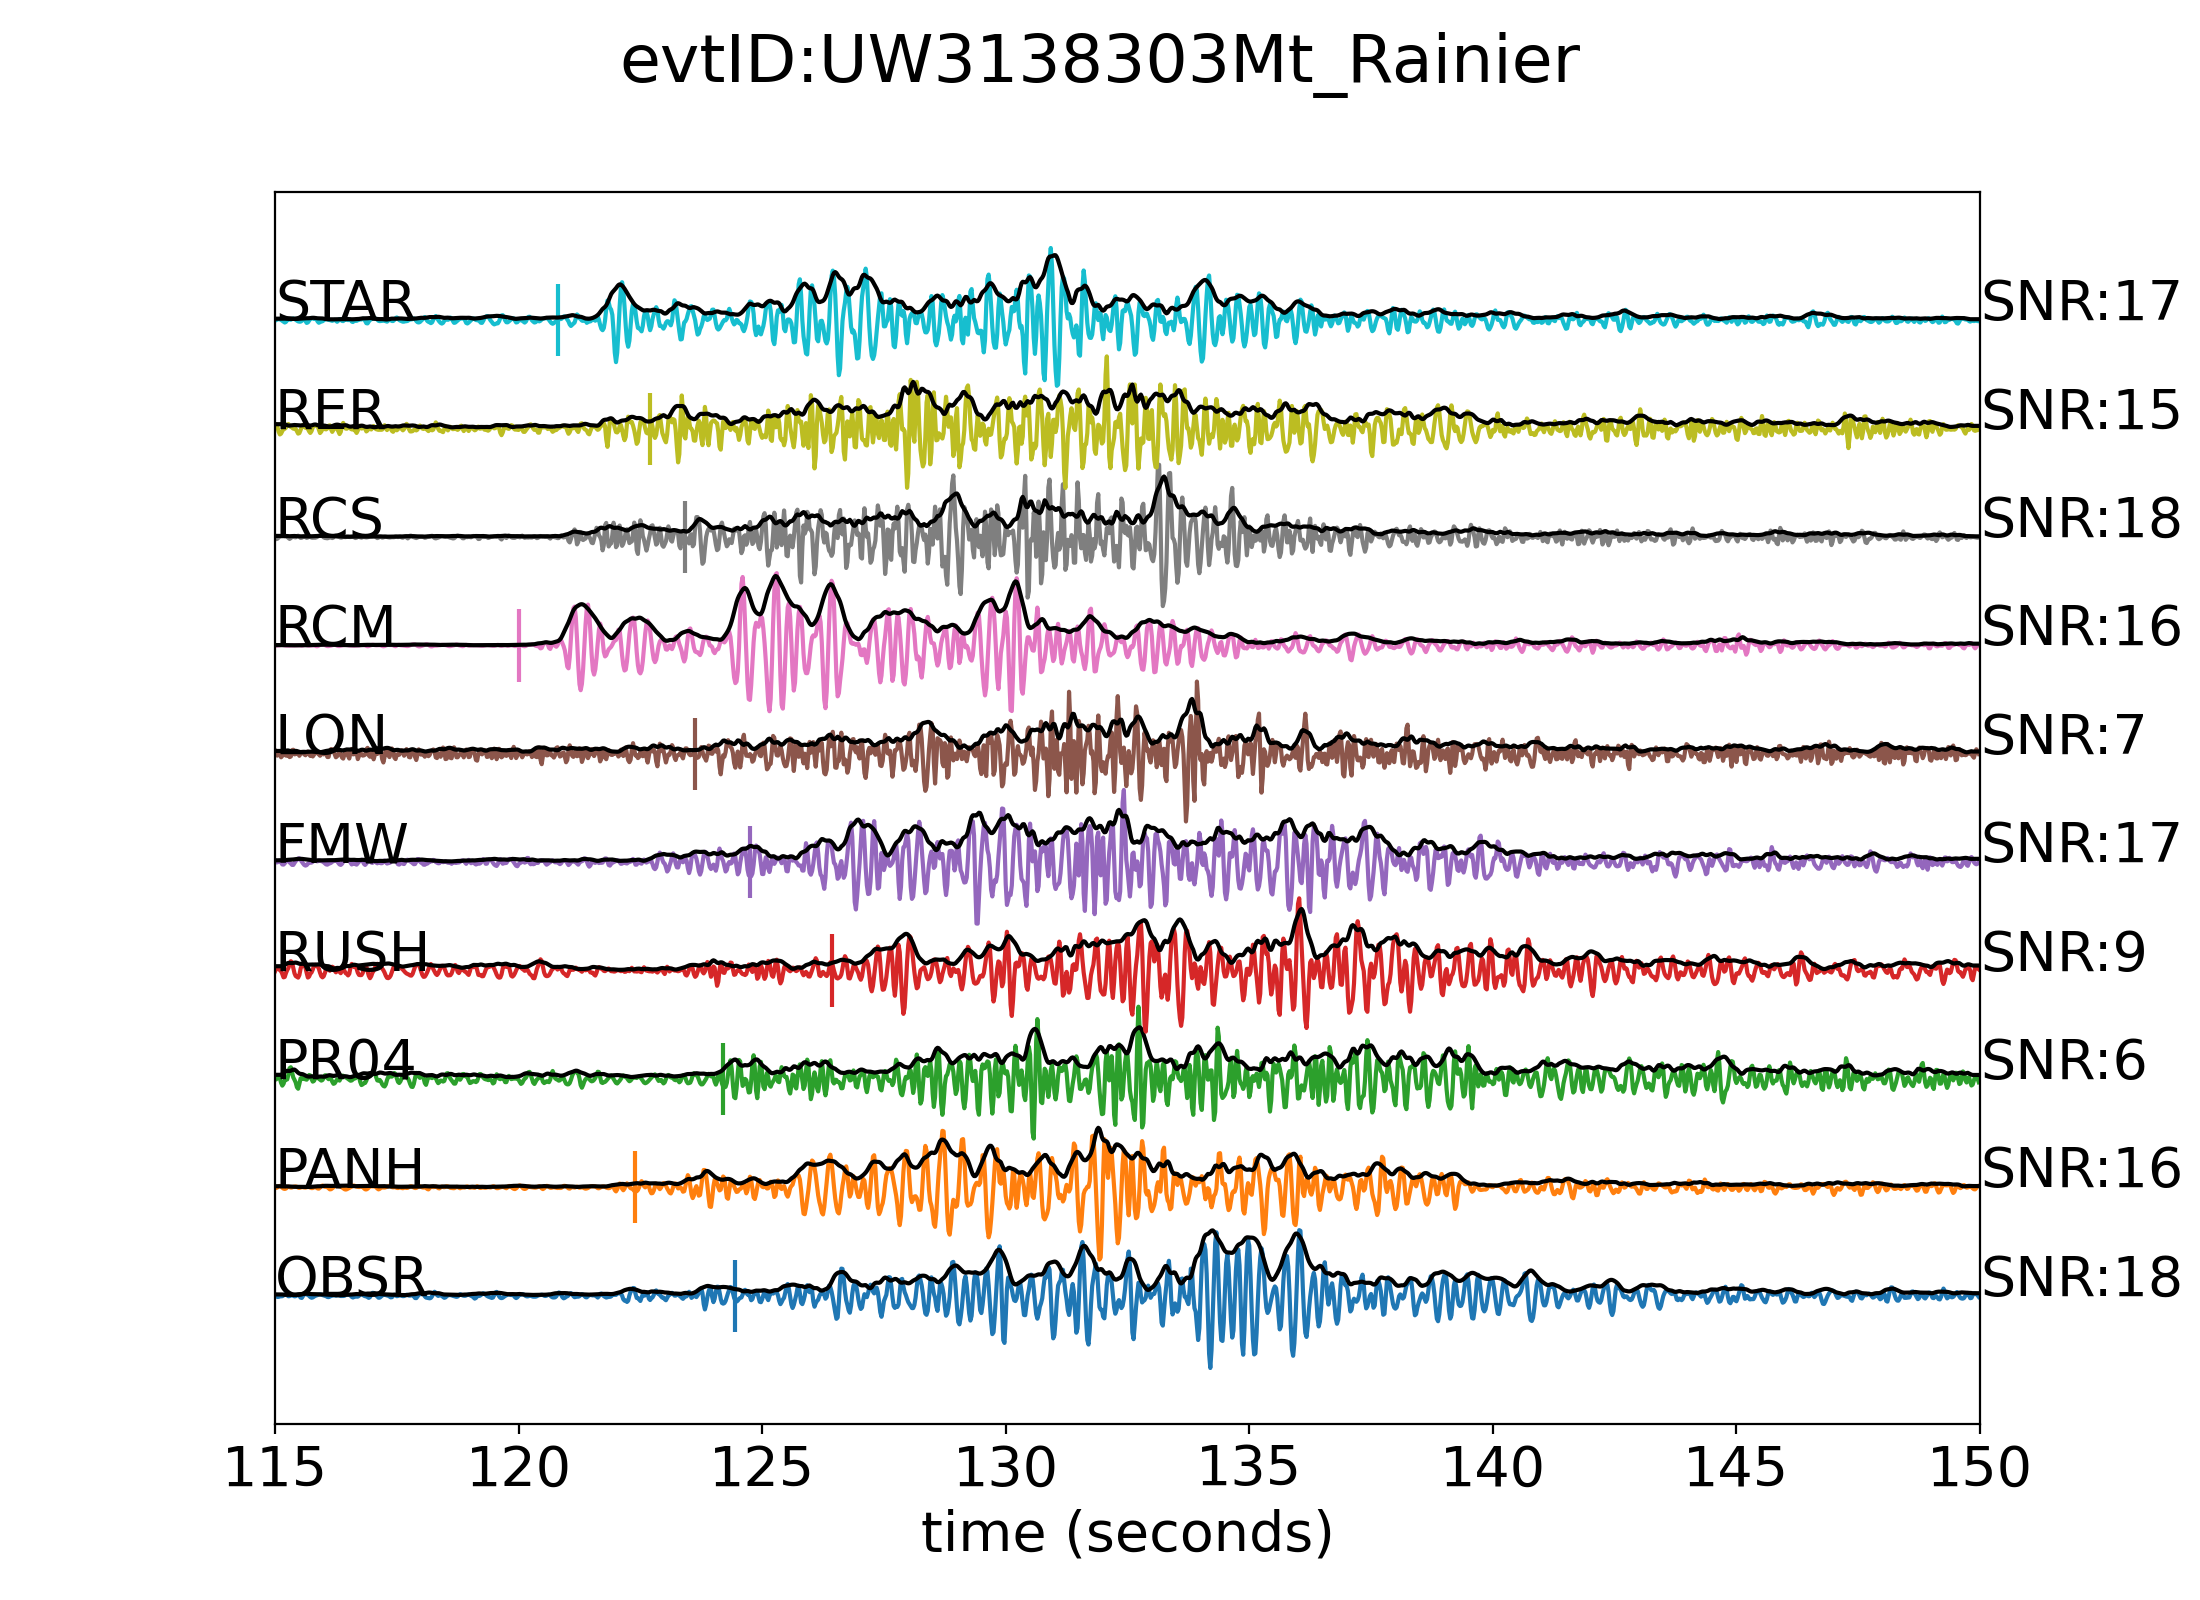 evtID:UW3138303Mt_Rainier
STAR SNR:17
RER SNR:15
RCS SNR:18
RCM SNR:16
LON SNR:7
FMW SNR:17
RUSH SNR:9
PR04 SNR:6
PANH SNR:16
OBSR SNR:18
115 120 125 130 135 140 145 150
time (seconds)